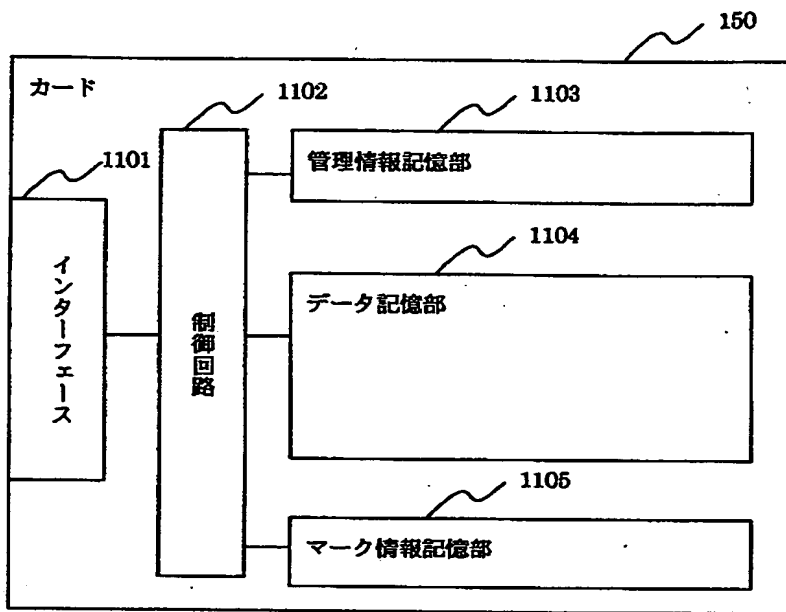 150
カード
1102
1103
1101
管理情報記憶部
インターフェース
制御回路
1104
データ記憶部
1105
マーク情報記憶部